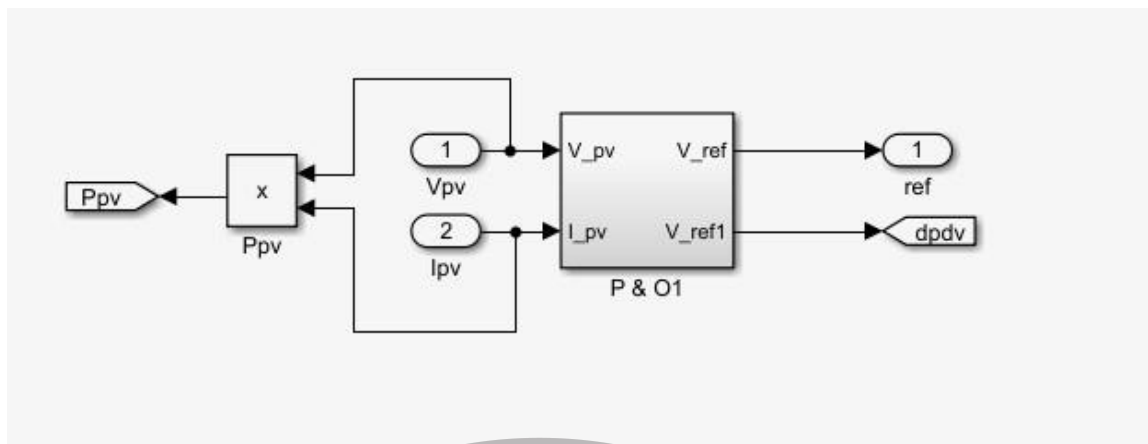 1
V_pv
V_ref
1
Ppv
x
Vpv
ref
2
I_pv
V_ref1
dpdv
Ppv
Ipv
P & O1